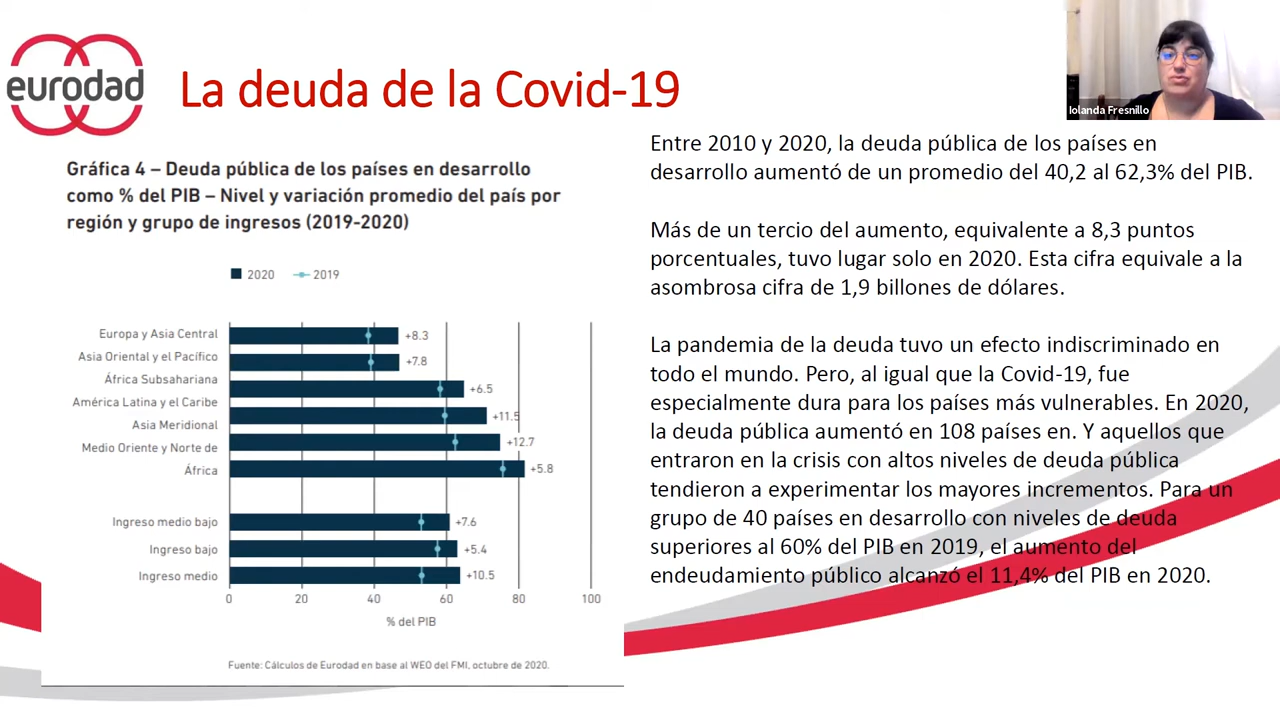 eurodad
La deuda de la Covid-19
Iolanda Fresnillo
Gráfica 4 – Deuda pública de los países en desarrollo
como % del PIB – Nivel y variación promedio del país por
región y grupo de ingresos (2019-2020)
2020 2019
Europa y Asia Central +8.3
Asia Oriental y el Pacífico +7.8
África Subsahariana +6.5
América Latina y el Caribe +11.5
Asia Meridional +12.7
Medio Oriente y Norte de
África +5.8
Ingreso medio bajo +7.6
Ingreso bajo +5.4
Ingreso medio +10.5
0 20 40 60 80 100
% del PIB
Fuente: Cálculos de Eurodad en base al WEO del FMI, octubre de 2020.
Entre 2010 y 2020, la deuda pública de los países en
desarrollo aumentó de un promedio del 40,2 al 62,3% del PIB.
Más de un tercio del aumento, equivalente a 8,3 puntos
porcentuales, tuvo lugar solo en 2020. Esta cifra equivale a la
asombrosa cifra de 1,9 billones de dólares.
La pandemia de la deuda tuvo un efecto indiscriminado en
todo el mundo. Pero, al igual que la Covid-19, fue
especialmente dura para los países más vulnerables. En 2020,
la deuda pública aumentó en 108 países en. Y aquellos que
entraron en la crisis con altos niveles de deuda pública
tendieron a experimentar los mayores incrementos. Para un
grupo de 40 países en desarrollo con niveles de deuda
superiores al 60% del PIB en 2019, el aumento del
endeudamiento público alcanzó el 11,4% del PIB en 2020.